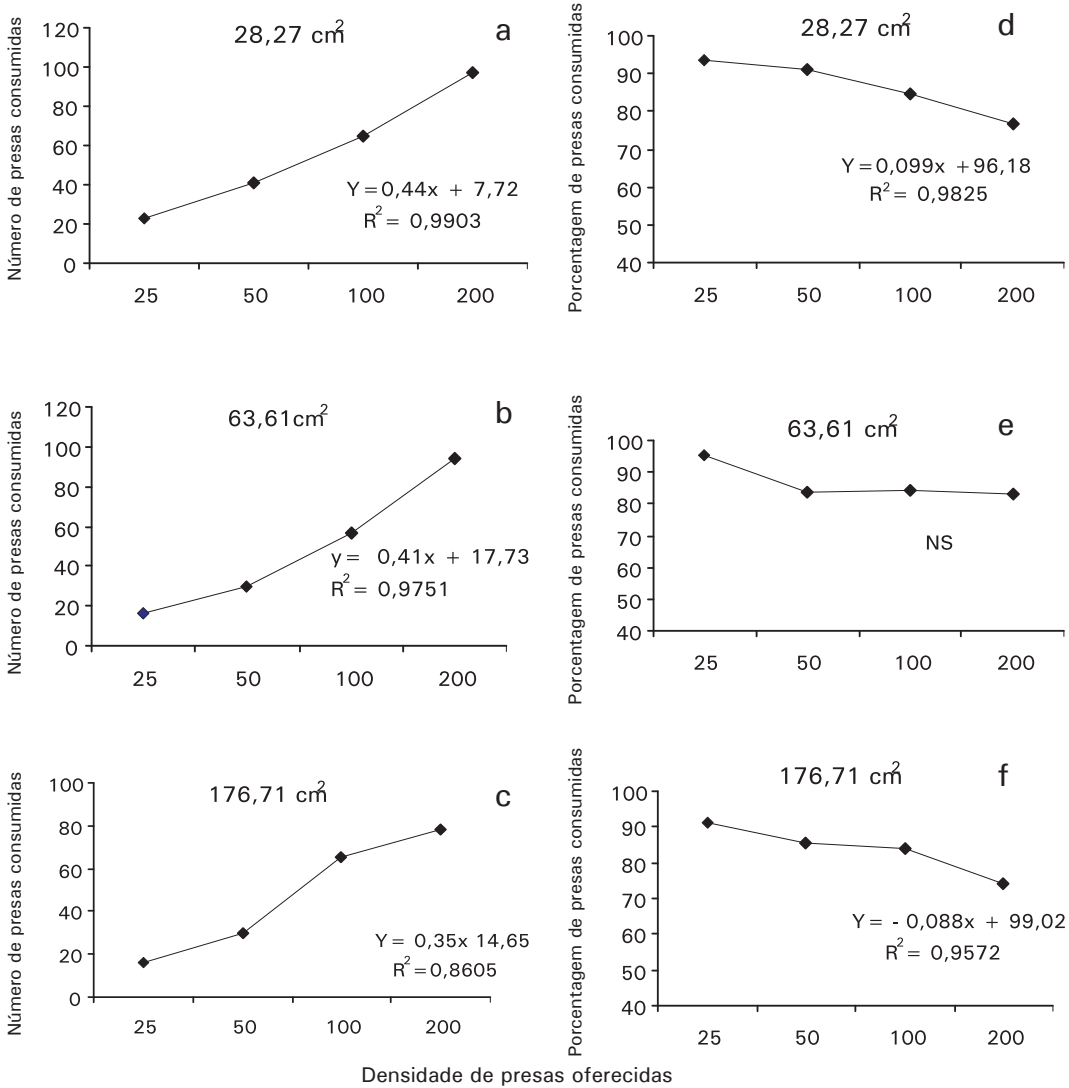 Número de presas consumidas
28,27 cm²
a
120
100
80
60
40
20
0
Y=0,44x + 7,72
R² = 0,9903
25 50 100 200
Porcentagem de presas consumidas
28,27 cm²
d
100
90
80
70
60
50
40
Y=0,099x +96,18
R² = 0,9825
25 50 100 200
Número de presas consumidas
63,61cm²
b
120
100
80
60
40
20
0
y = 0,41x + 17,73
R² = 0,9751
25 50 100 200
Porcentagem de presas consumidas
63,61 cm²
e
100
90
80
70
60
50
40
NS
25 50 100 200
Número de presas consumidas
176,71 cm²
c
100
80
60
40
20
0
Y = 0,35x 14,65
R² =0,8605
25 50 100 200
Porcentagem de presas consumidas
176,71 cm²
f
100
90
80
70
60
50
40
Y = - 0,088x + 99,02
R² = 0,9572
25 50 100 200
Densidade de presas oferecidas